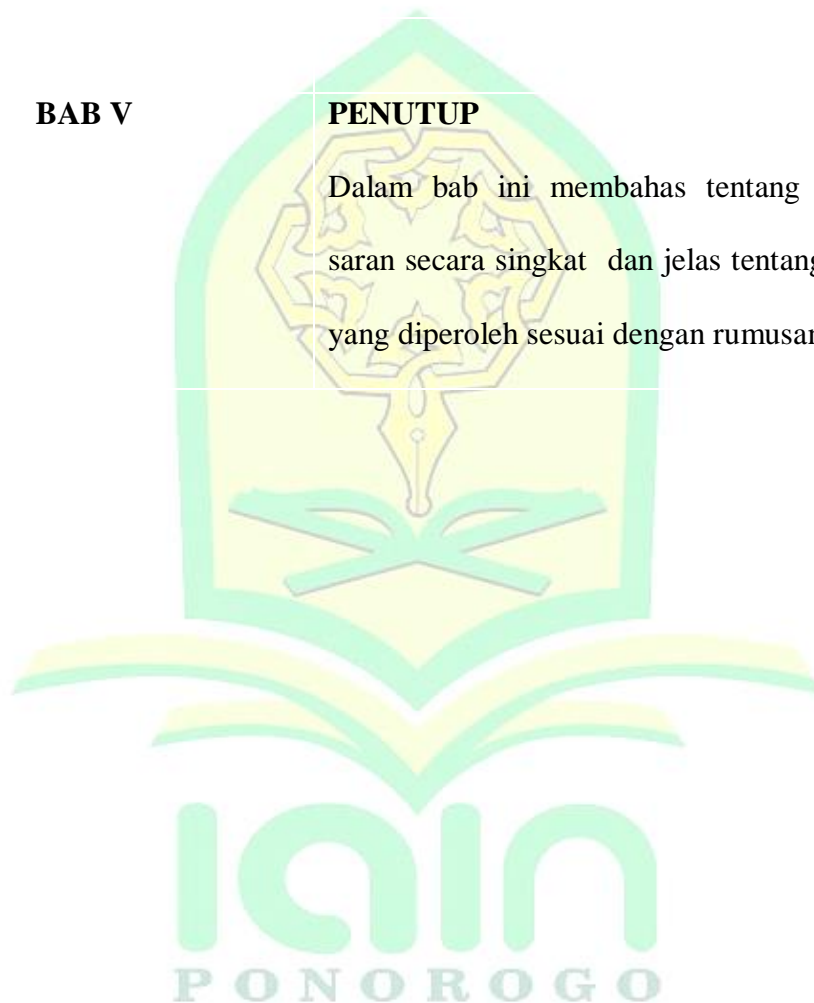 BAB V PENUTUP
Dalam bab ini membahas tentang
saran secara singkat dan jelas tentang
yang diperoleh sesuai dengan rumusan
IAIN
PONOROGO